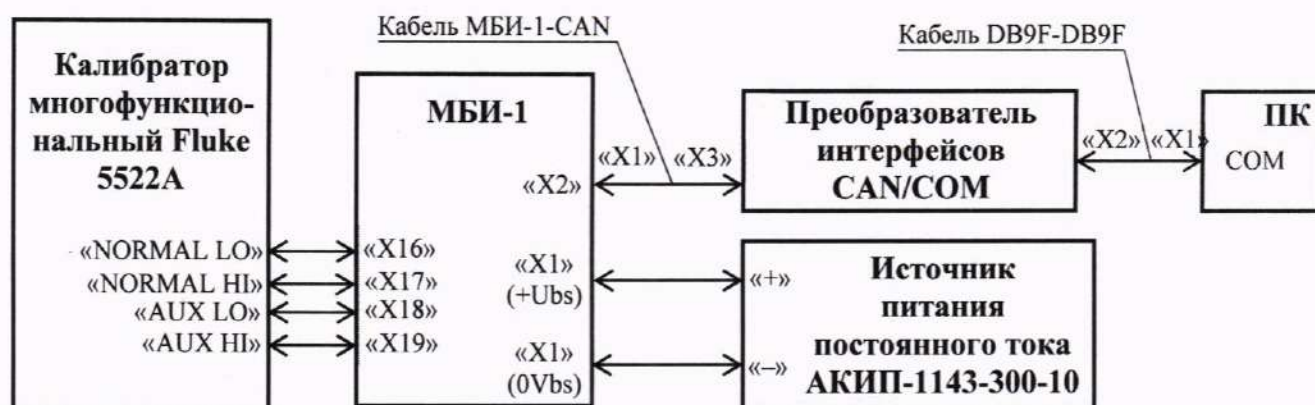 Кабель МБИ-1-CAN
Кабель DB9F-DB9F
Калибратор
многофункцио-
нальный Fluke
5522A
«NORMAL LO»
«NORMAL HI»
«AUX LO»
«AUX HI»
МБИ-1
«X2»
«X16»
«X17»
«X18»
«X19»
«X1»
(+Ubs)
«X1»
(0Vbs)
«X1» «X3»
Преобразователь
интерфейсов
CAN/COM
«X2» «X1»
ПК
COM
«+»
«–»
Источник
питания
постоянного тока
АКИП-1143-300-10